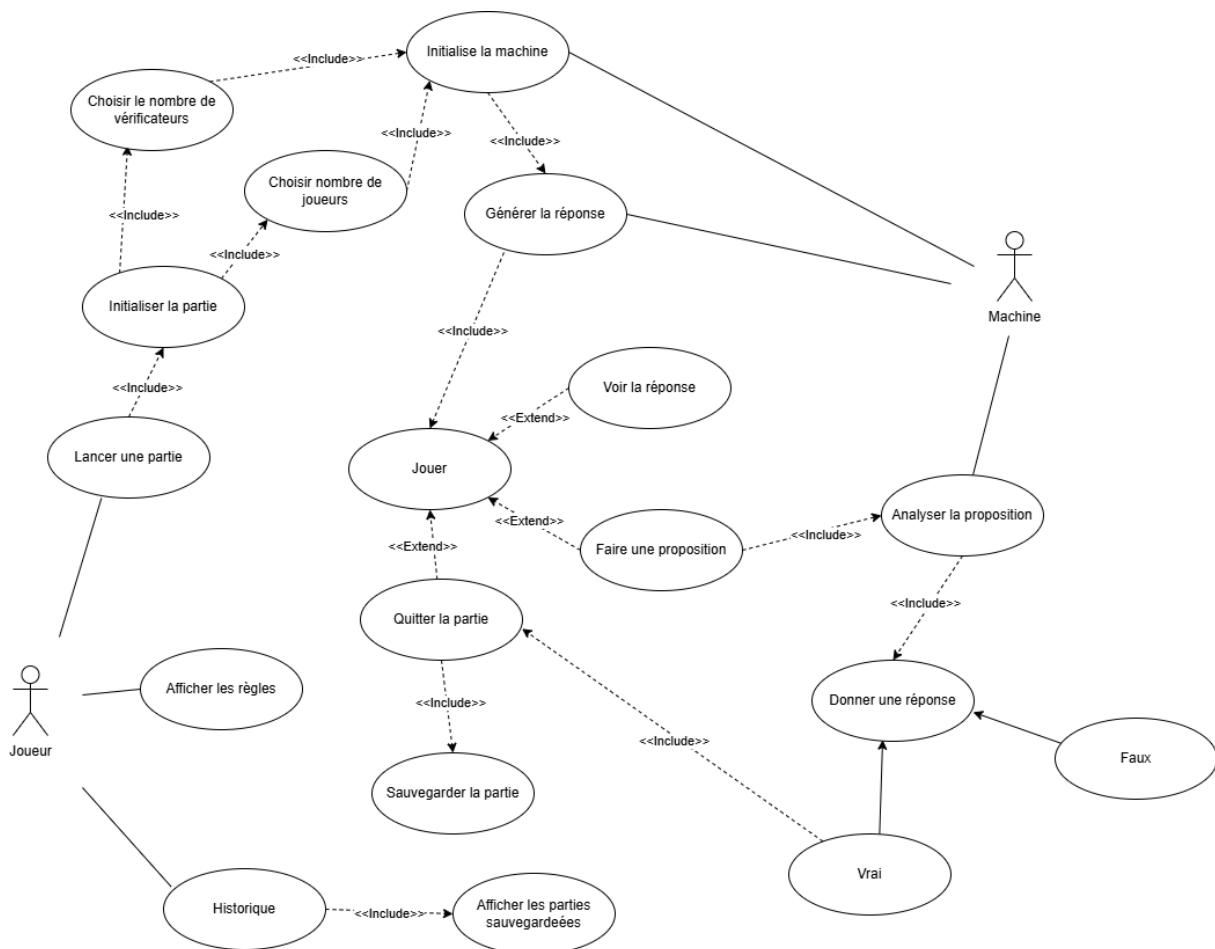 Initialise la machine
<<Include>>
Choisir le nombre de
vérificateurs
<<Include>>
<<Include>>
Choisir nombre de
joueurs
Générer la réponse
<<Include>>
<<Include>>
Initialiser la partie
Machine
<<Include>>
<<Include>>
Voir la réponse
<<Extend>>
Lancer une partie
Jouer
Analyser la proposition
<<Extend>>
Faire une proposition
<<Include>>
<<Extend>>
<<Include>>
Quitter la partie
Afficher les règles
<<Include>>
Donner une réponse
Joueur
<<Include>>
Faux
Sauvegarder la partie
Vrai
Historique
<<Include>>
Afficher les parties
sauvegardeées